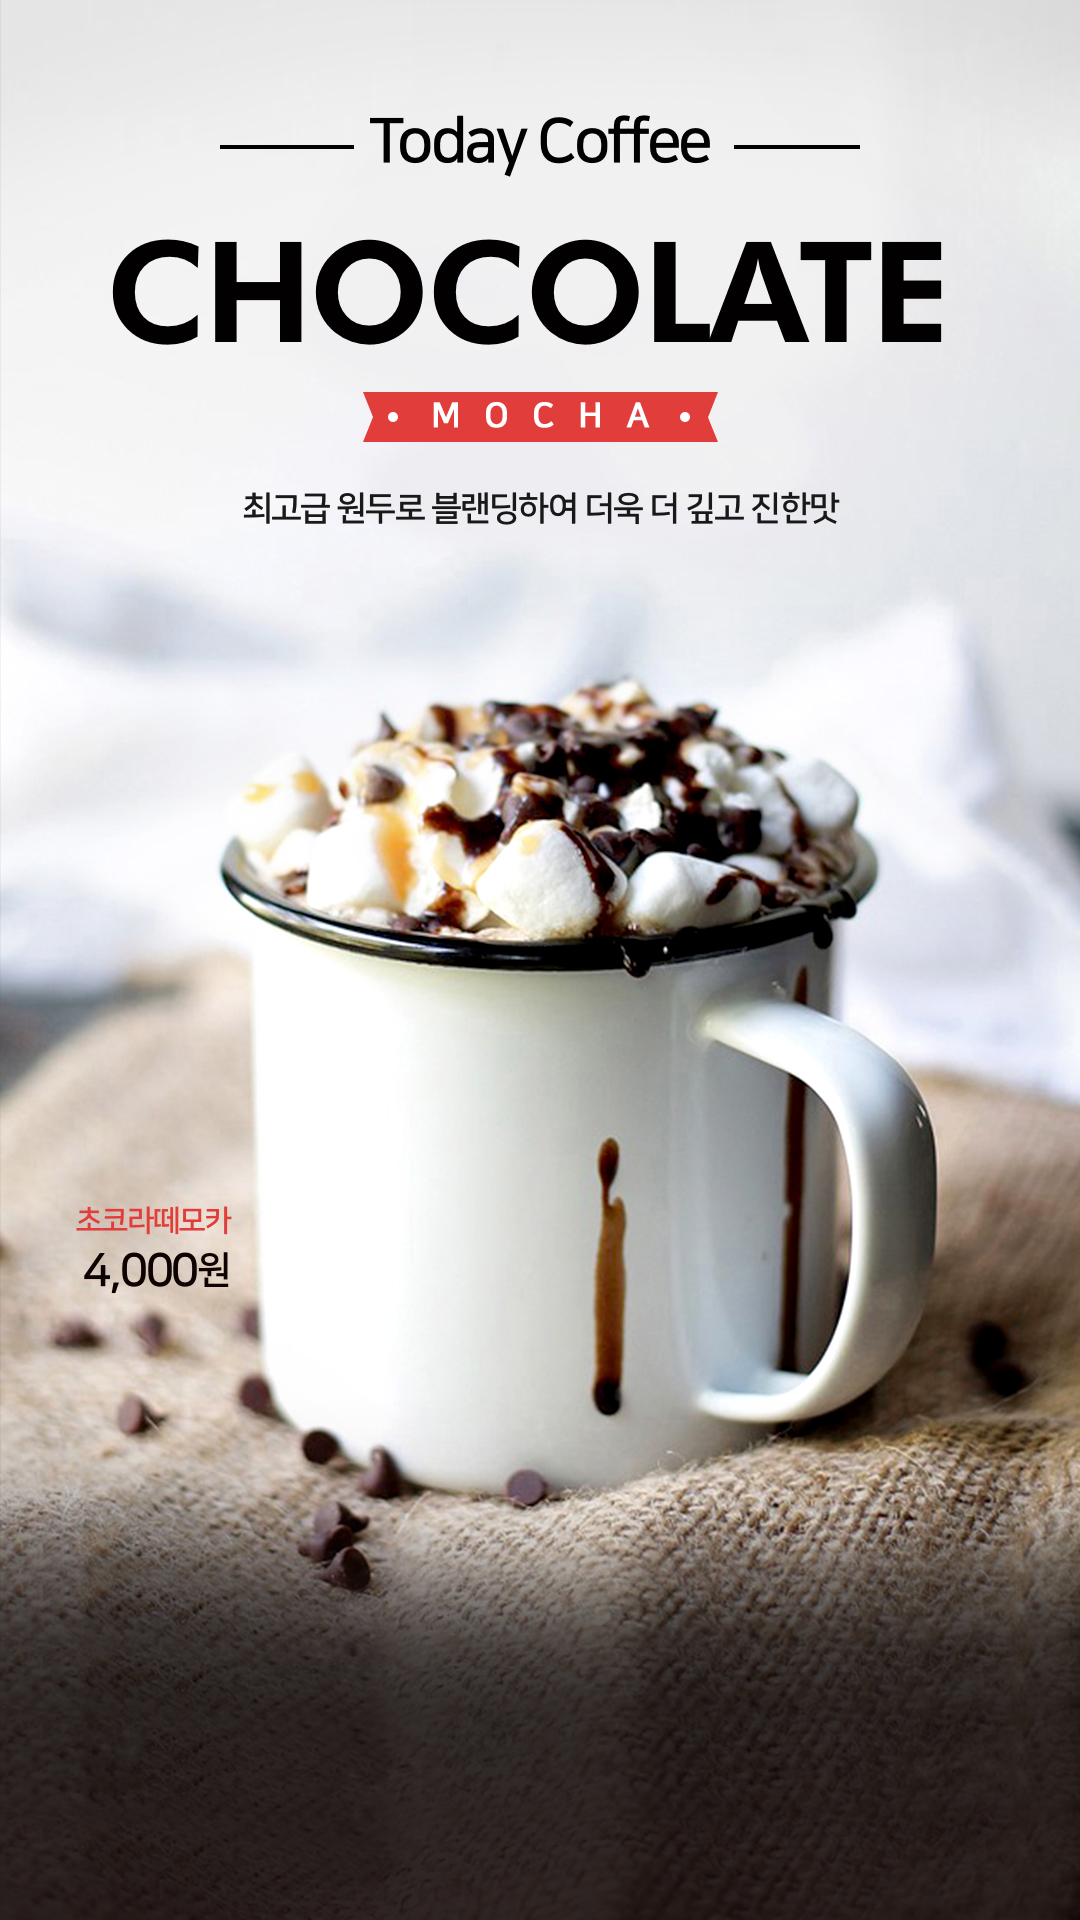 Today Coffee
CHOCOLATE
• MOCHA •
최고급 원두로 블랜딩하여 더욱 더 깊고 진한맛
초코라떼모카
4,000원